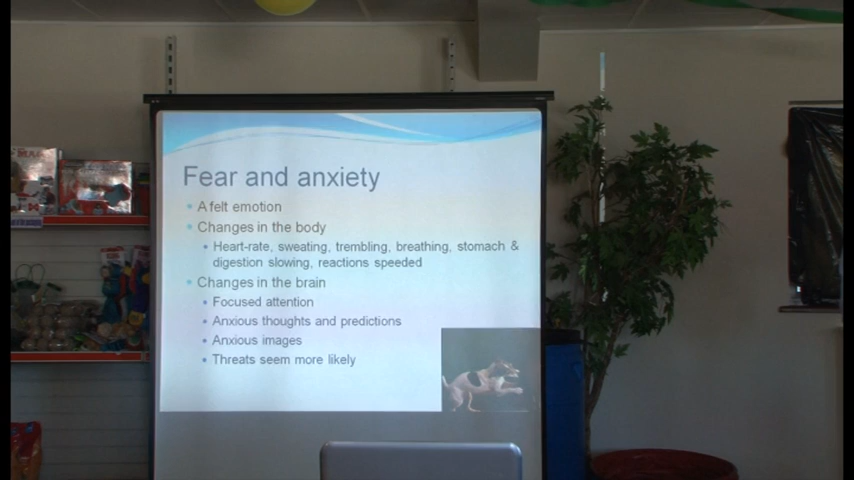 Fear and anxiety
A felt emotion
Changes in the body
Heart-rate, sweating, trembling, breathing, stomach &
digestion slowing, reactions speeded
Changes in the brain
Focused attention
Anxious thoughts and predictions
Anxious images
Threats seem more likely